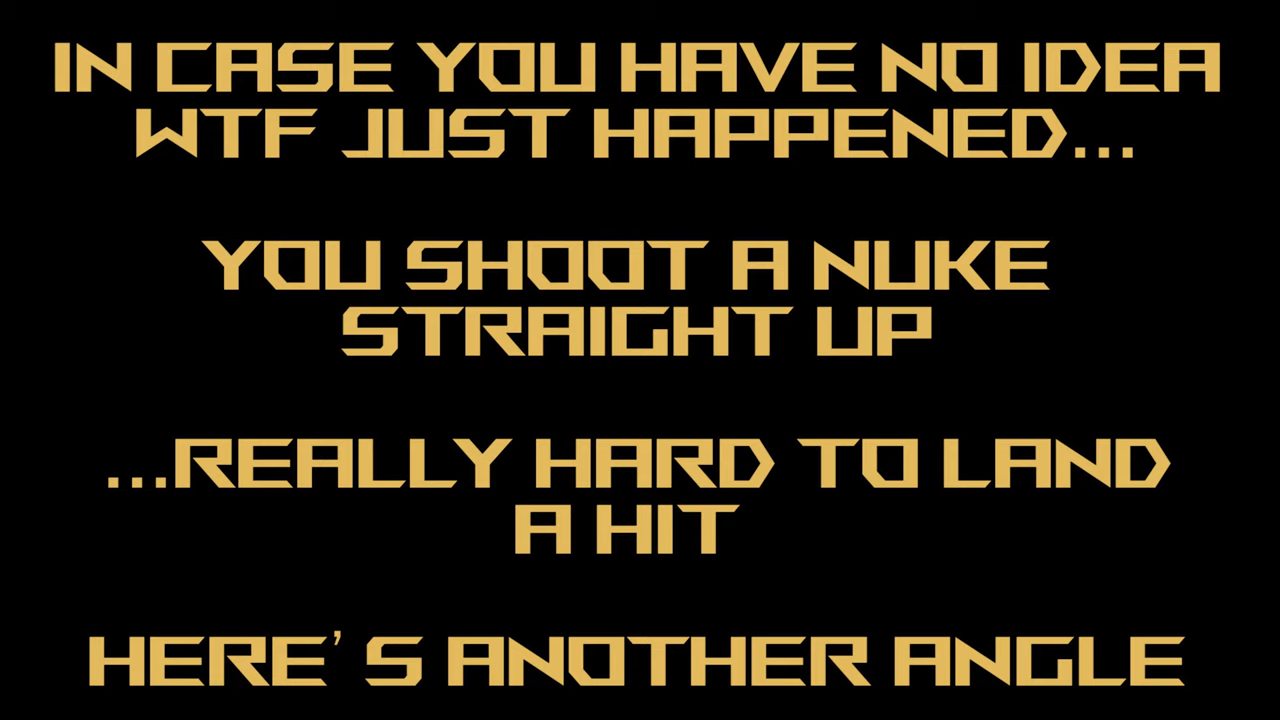 IN CASE YOU HAVE NO IDEA
WTF JUST HAPPENED...
YOU SHOOT A NUKE
STRAIGHT UP
...REALLY HARD TO LAND
A HIT
HERE'S ANOTHER ANGLE